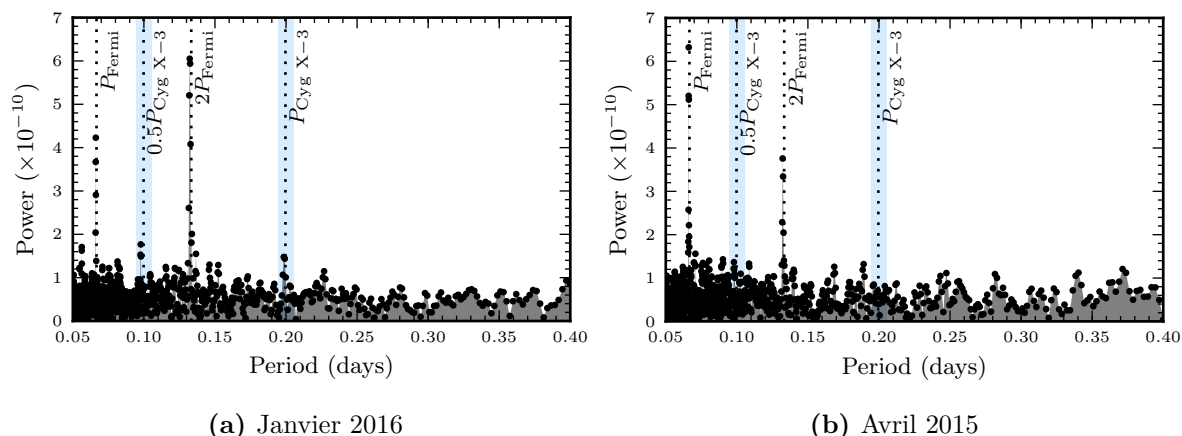 7
6
5
4
3
2
1
0
Power (×10⁻¹⁰)
P_Fermi
0.5P_Cyg X−3
2P_Fermi
P_Cyg X−3
0.05 0.10 0.15 0.20 0.25 0.30 0.35 0.40
Period (days)
(a) Janvier 2016
7
6
5
4
3
2
1
0
Power (×10⁻¹⁰)
P_Fermi
0.5P_Cyg X−3
2P_Fermi
P_Cyg X−3
0.05 0.10 0.15 0.20 0.25 0.30 0.35 0.40
Period (days)
(b) Avril 2015